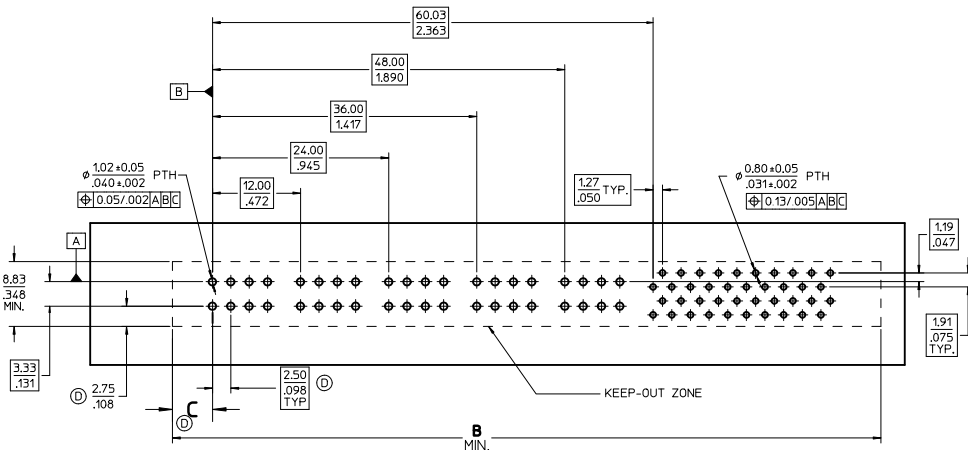 60.03
2.363
48.00
1.890
B
36.00
1.417
24.00
.945
⌀ 1.02±0.05 PTH
.040±.002
⌖ 0.05/.002 A B C
12.00
.472
1.27 TYP.
.050
⌀ 0.80±0.05 PTH
.031±.002
⌖ 0.13/.005 A B C
1.19
.047
A
8.83
.348
MIN.
3.33
.131
1.91
.075
TYP.
D 2.75
.108
2.50 D
.098
TYP
KEEP-OUT ZONE
C
D
B
MIN.